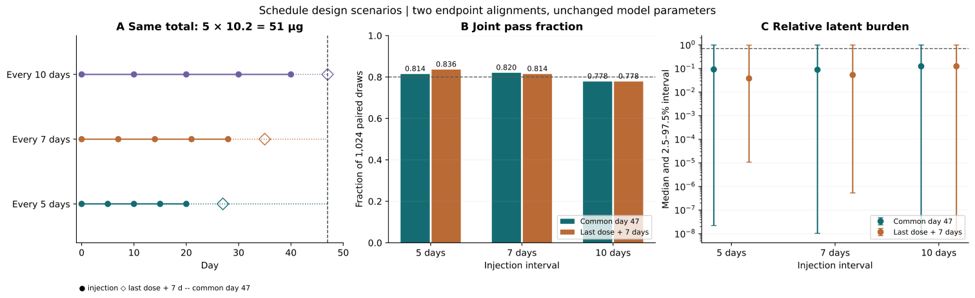 Schedule design scenarios | two endpoint alignments, unchanged model parameters
A Same total: 5 × 10.2 = 51 µg
Every 10 days
Every 7 days
Every 5 days
0 10 20 30 40 50
Day
● injection ◇ last dose + 7 d -- common day 47
B Joint pass fraction
Fraction of 1,024 paired draws
1.0
0.8
0.6
0.4
0.2
0.0
0.814 0.836 0.820 0.814 0.778 0.778
Common day 47
Last dose + 7 days
5 days 7 days 10 days
Injection interval
C Relative latent burden
Median and 2.5–97.5% interval
10⁰
10⁻¹
10⁻²
10⁻³
10⁻⁴
10⁻⁵
10⁻⁶
10⁻⁷
10⁻⁸
Common day 47
Last dose + 7 days
5 days 7 days 10 days
Injection interval